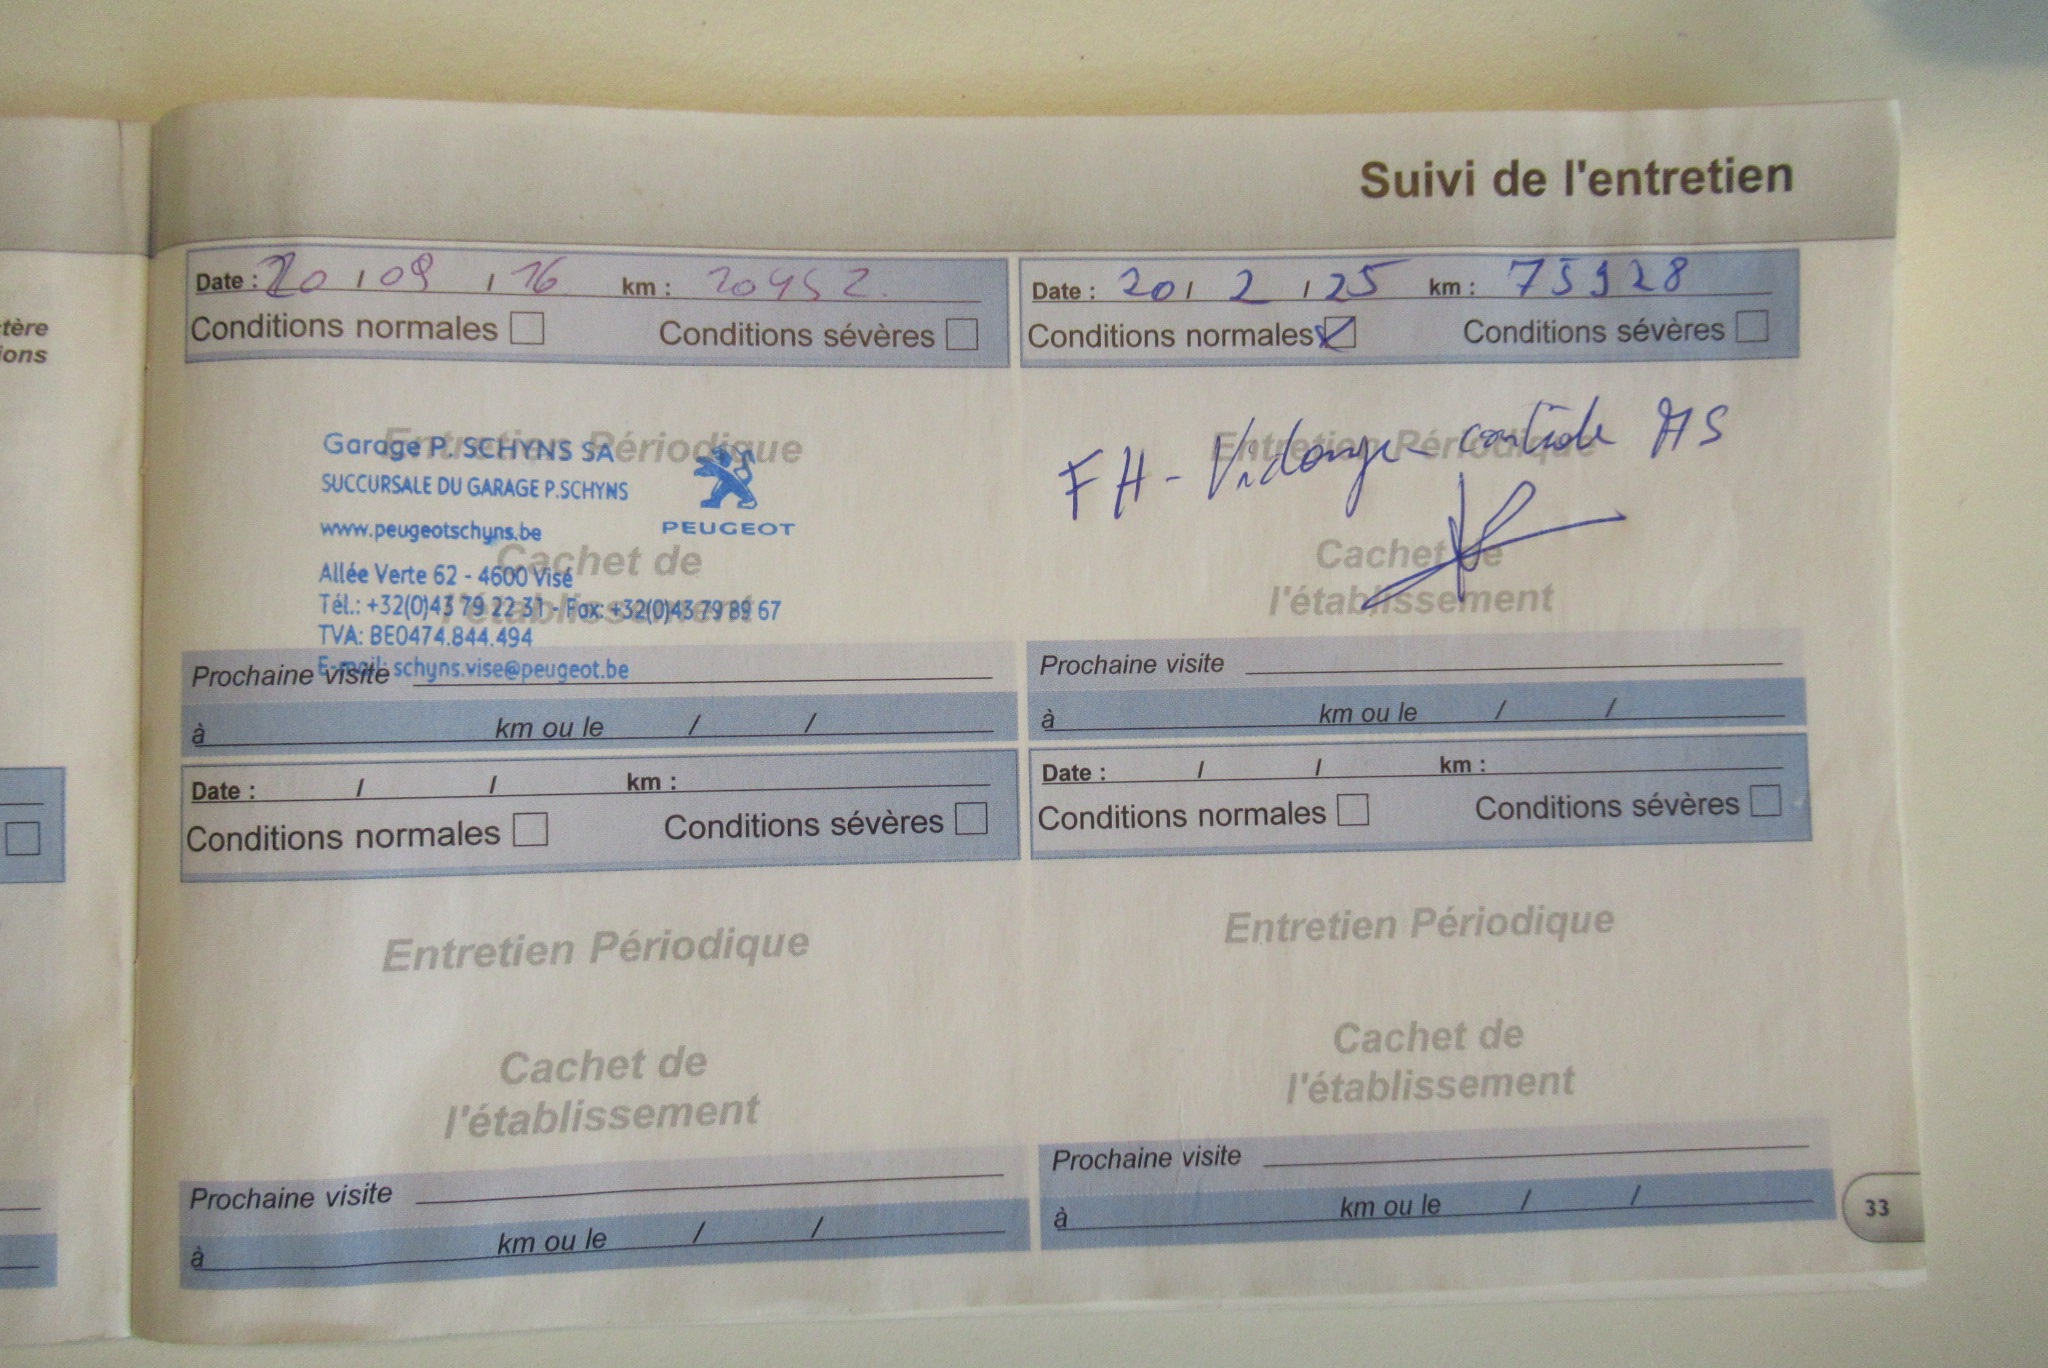 Suivi de l'entretien
tère
ions
Date : 20 / 09 / 16 km : 20452
Conditions normales Conditions sévères
Entretien Périodique
Garage P. SCHYNS SA
SUCCURSALE DU GARAGE P.SCHYNS
www.peugeotschyns.be
PEUGEOT
Cachet de
l'établissement
Allée Verte 62 - 4600 Visé
Tél.: +32(0)43 79 22 31 - Fax: +32(0)43 79 89 67
TVA: BE0474.844.494
E-mail: schyns.vise@peugeot.be
Prochaine visite
à km ou le / /
Date : 20 / 2 / 25 km : 75928
Conditions normales Conditions sévères
Entretien Périodique
FH - Vidange
Cachet de
l'établissement
Prochaine visite
à km ou le / /
Date : / / km :
Conditions normales Conditions sévères
Entretien Périodique
Cachet de
l'établissement
Prochaine visite
à km ou le / /
Date : / / km :
Conditions normales Conditions sévères
Entretien Périodique
Cachet de
l'établissement
Prochaine visite
à km ou le / /
33